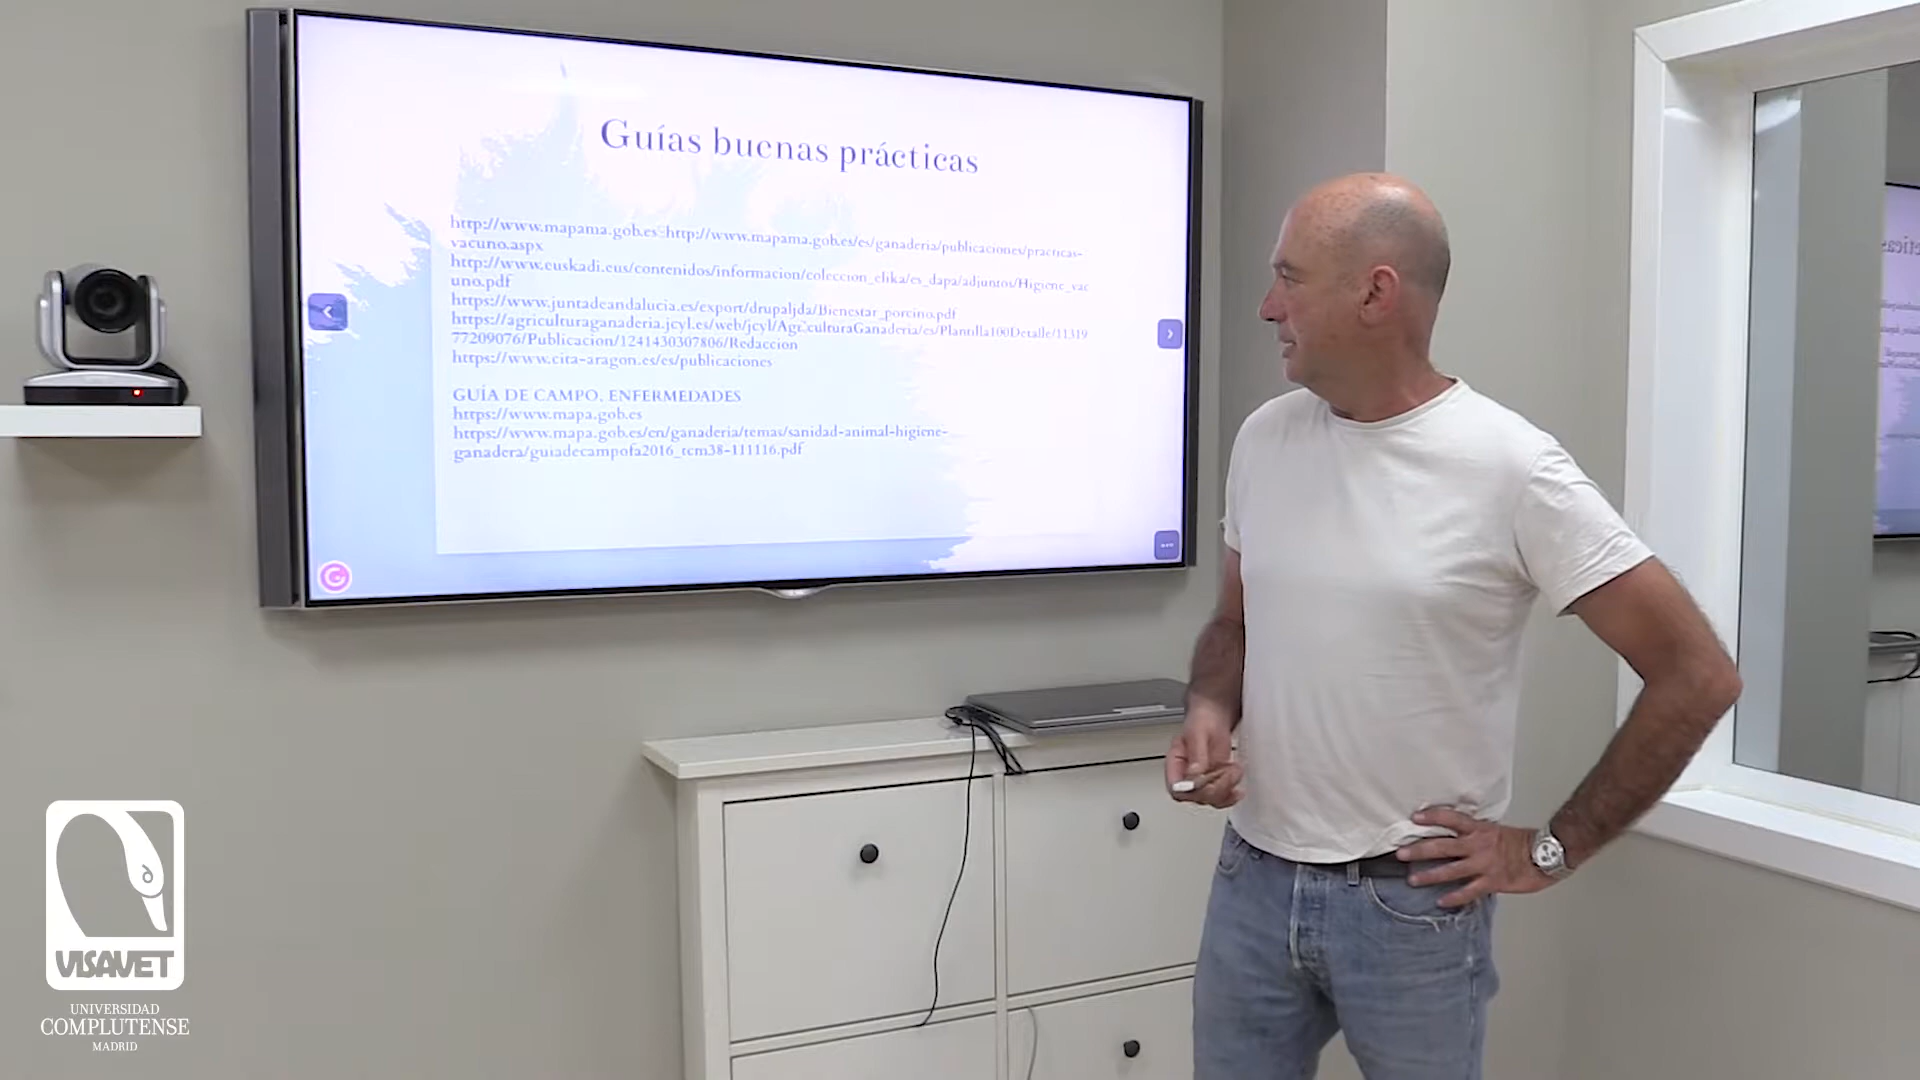 Guías buenas prácticas
http://www.mapama.gob.es-http://www.mapama.gob.es/es/ganaderia/publicaciones/practicas-
vacuno.aspx
http://www.euskadi.eus/contenidos/informacion/coleccion_elika/es_dapa/adjuntos/Higiene_vac
uno.pdf
https://www.juntadeandalucia.es/export/drupaljda/Bienestar_porcino.pdf
https://agriculturaganaderia.jcyl.es/web/jcyl/AgriculturaGanaderia/es/Plantilla100Detalle/11319
77209076/Publicacion/1241430307806/Redaccion
https://www.cita-aragon.es/es/publicaciones
GUÍA DE CAMPO. ENFERMEDADES
https://www.mapa.gob.es
https://www.mapa.gob.es/en/ganaderia/temas/sanidad-animal-higiene-
ganadera/guiadecampofa2016_tcm38-111116.pdf
VISAVET
UNIVERSIDAD
COMPLUTENSE
MADRID